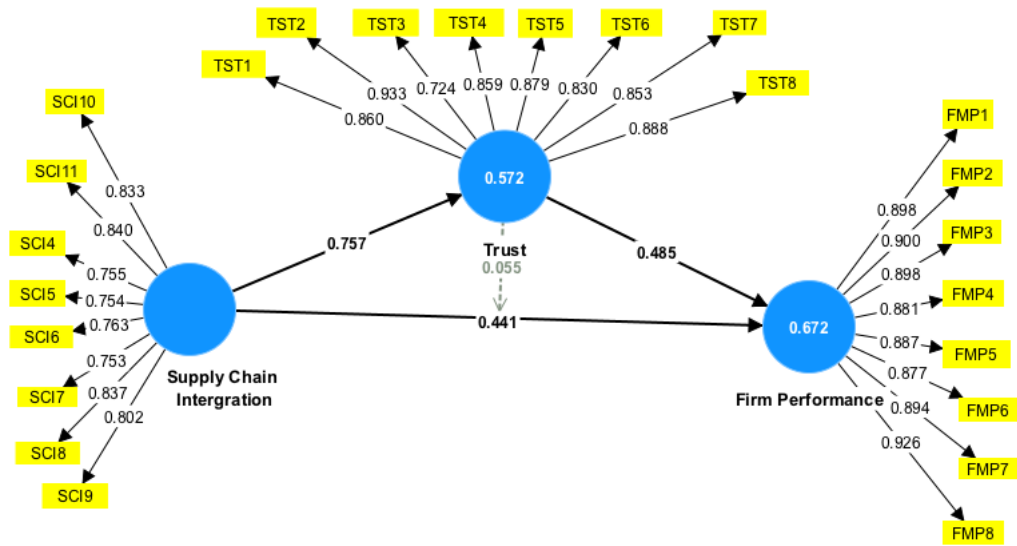 TST2
TST3
TST4
TST5
TST6
TST7
TST1
TST8
0.933
0.724
0.859
0.879
0.830
0.853
0.860
0.888
SCI10
SCI11
SCI4
SCI5
SCI6
SCI7
SCI8
SCI9
0.833
0.840
0.755
0.754
0.763
0.753
0.837
0.802
Supply Chain
Intergration
0.757
0.572
Trust
0.055
0.485
0.441
0.672
Firm Performance
0.898
0.900
0.898
0.881
0.887
0.877
0.894
0.926
FMP1
FMP2
FMP3
FMP4
FMP5
FMP6
FMP7
FMP8